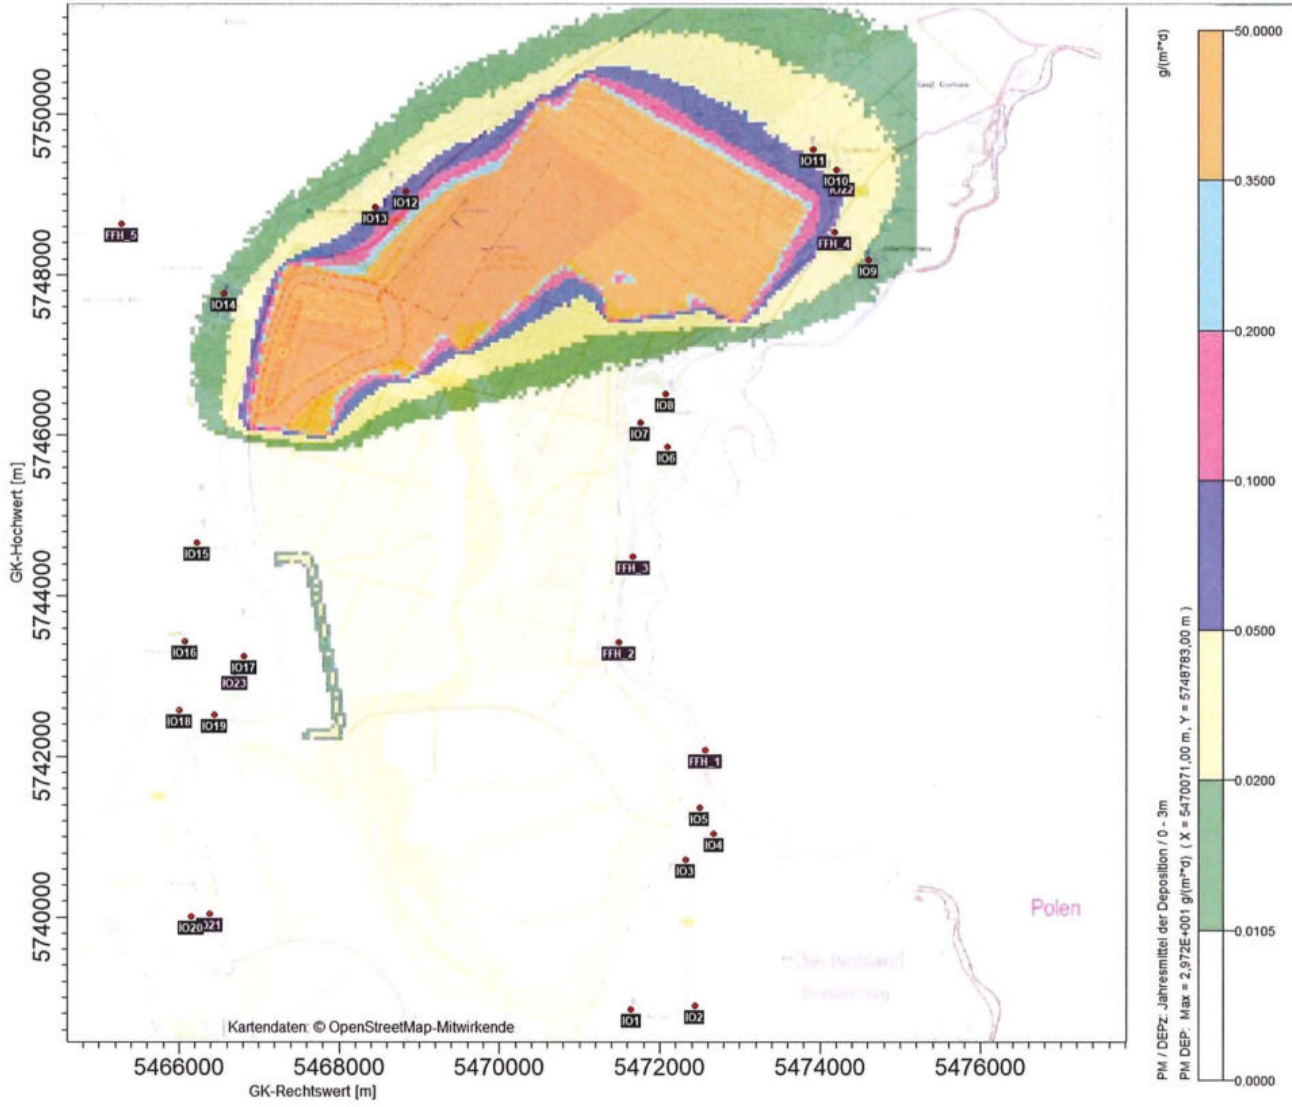 g/(m²*d)
50.0000
0.3500
0.2000
0.1000
0.0500
0.0200
0.0105
0.0000
PM / DEPz: Jahresmittel der Deposition / 0 - 3m
PM DEP: Max = 2,972E+001 g/(m²*d) ( X = 5470071,00 m, Y = 5748783,00 m )
GK-Hochwert [m]
5750000
5748000
5746000
5744000
5742000
5740000
IO11
IO10
IO22
IO12
IO13
FFH_5
FFH_4
IO9
IO14
IO8
IO7
IO6
IO15
FFH_3
IO16
FFH_2
IO17
IO23
IO18
IO19
FFH_1
IO5
IO4
IO3
IO20
Polen
Deutschland
Kartendaten: © OpenStreetMap-Mitwirkende
IO1
IO2
5466000
5468000
5470000
5472000
5474000
5476000
GK-Rechtswert [m]